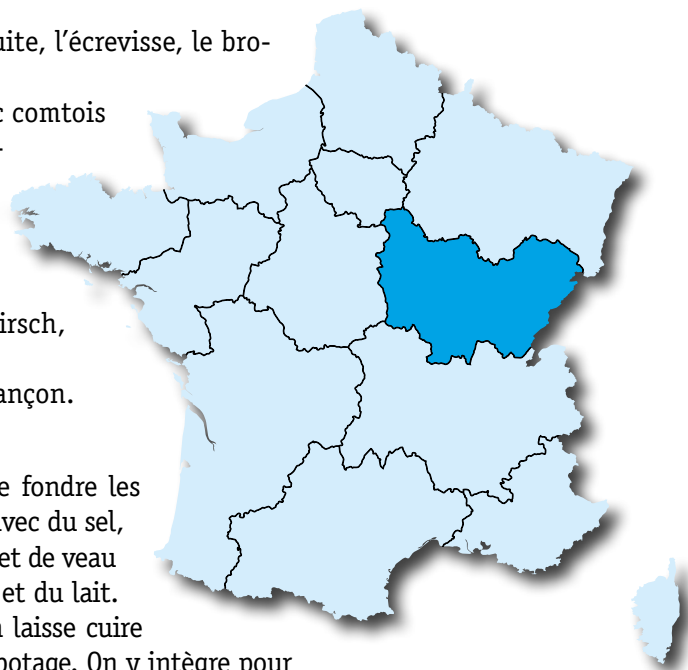 uite, l’écrevisse, le bro-
comtois
irsch,
ançon.
e fondre les
avec du sel,
et de veau
et du lait.
laisse cuire
potage. On y intègre pour